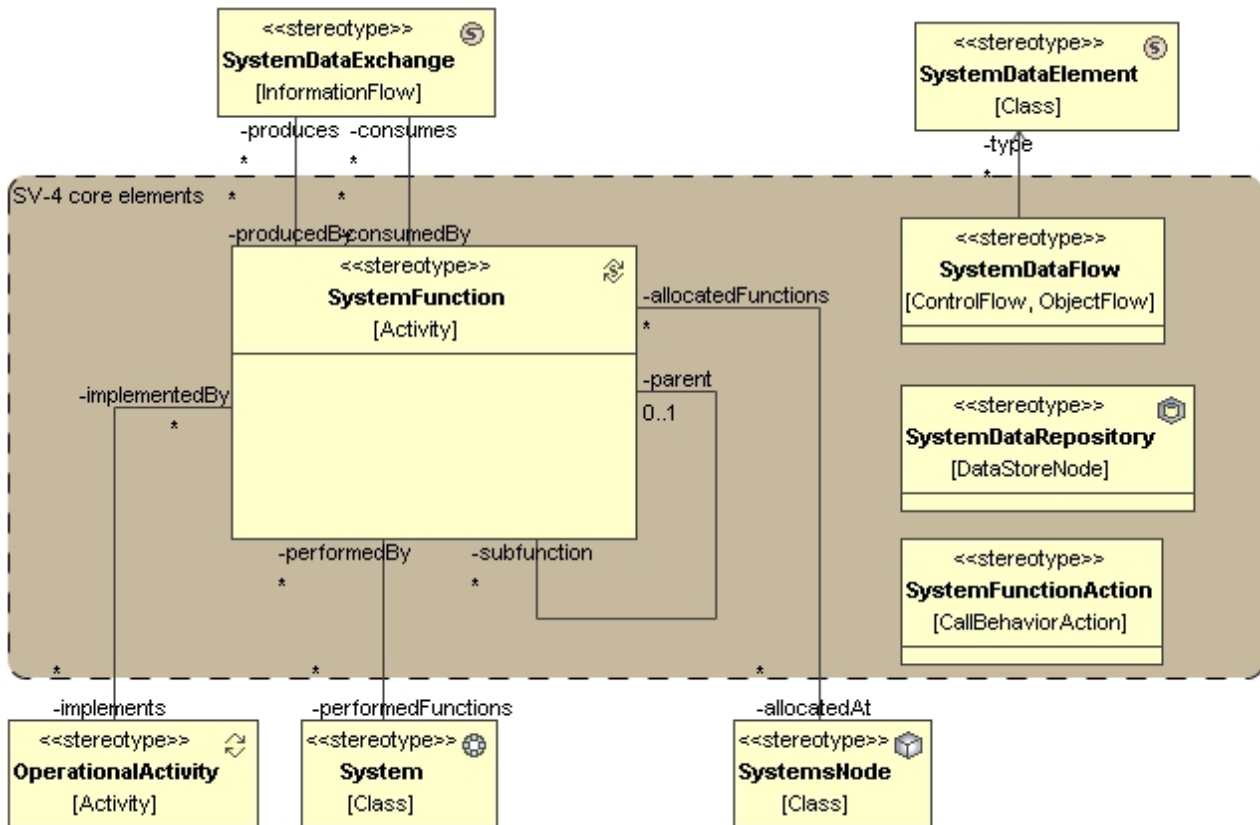 <<stereotype>>
SystemDataExchange
[InformationFlow]
<<stereotype>>
SystemDataElement
[Class]
-produces
-consumes
*
*
-type
*
SV-4 core elements
*
*
-producedBy
-consumedBy
<<stereotype>>
SystemFunction
[Activity]
<<stereotype>>
SystemDataFlow
[ControlFlow, ObjectFlow]
-allocatedFunctions
*
-implementedBy
*
-parent
0..1
<<stereotype>>
SystemDataRepository
[DataStoreNode]
-performedBy
*
-subfunction
*
<<stereotype>>
SystemFunctionAction
[CallBehaviorAction]
*
*
*
-implements
-performedFunctions
-allocatedAt
<<stereotype>>
OperationalActivity
[Activity]
<<stereotype>>
System
[Class]
<<stereotype>>
SystemsNode
[Class]